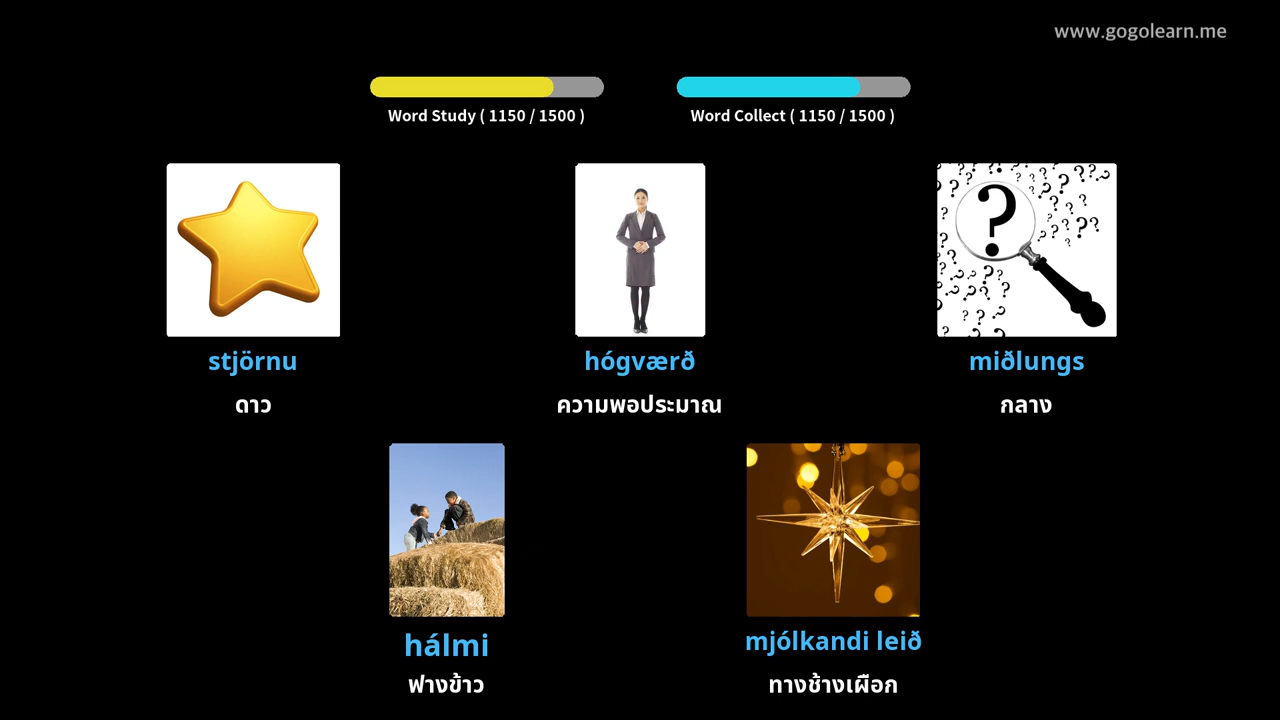 www.gogolearn.me
Word Study ( 1150 / 1500 )
Word Collect ( 1150 / 1500 )
stjörnu
hógværð
miðlungs
ดาว
ความพอประมาณ
กลาง
hálmi
mjólkandi leið
ฟางข้าว
ทางช้างเผือก